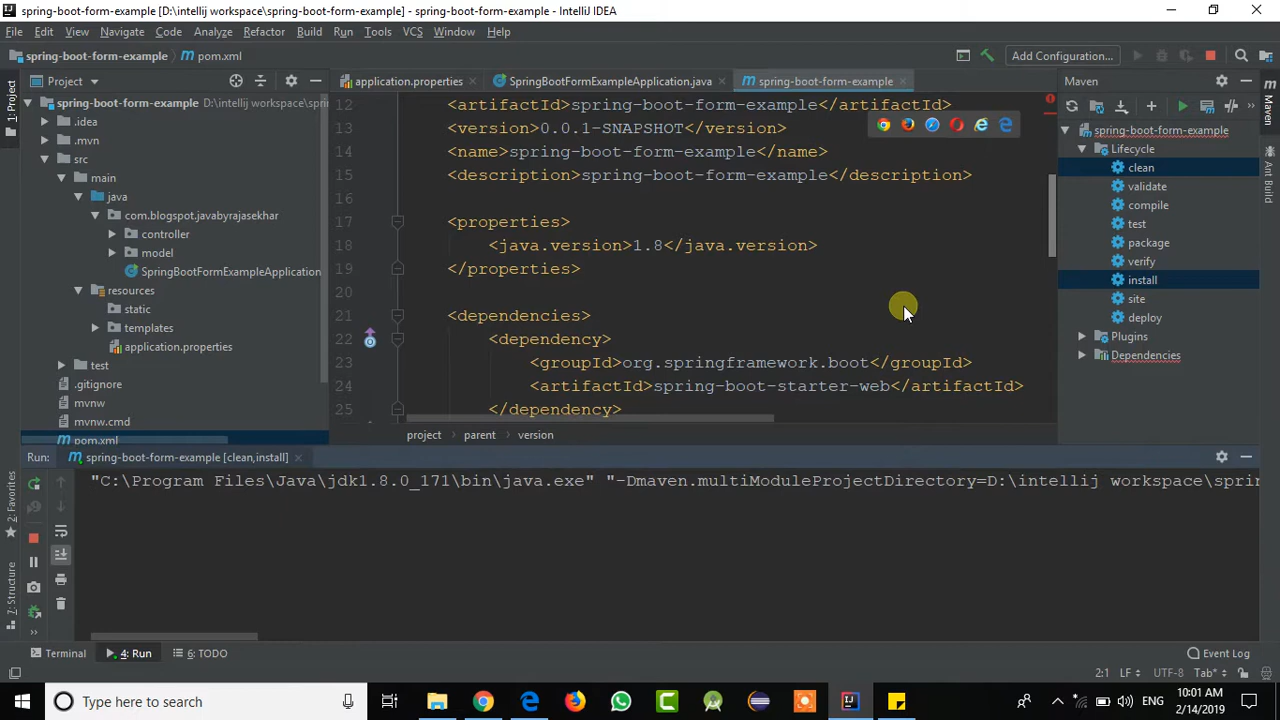 spring-boot-form-example [D:\intellij workspace\spring-boot-form-example] - spring-boot-form-example - IntelliJ IDEA
File Edit View Navigate Code Analyze Refactor Build Run Tools VCS Window Help
spring-boot-form-example pom.xml Add Configuration...
1: Project
Project
application.properties SpringBootFormExampleApplication.java spring-boot-form-example
Maven
Maven
spring-boot-form-example D:\intellij workspace\spri
.idea
.mvn
src
main
java
com.blogspot.javabyrajasekhar
controller
model
SpringBootFormExampleApplication
resources
static
templates
application.properties
test
.gitignore
mvnw
mvnw.cmd
pom.xml
12 <artifactId>spring-boot-form-example</artifactId>
13 <version>0.0.1-SNAPSHOT</version>
14 <name>spring-boot-form-example</name>
15 <description>spring-boot-form-example</description>
16
17 <properties>
18 <java.version>1.8</java.version>
19 </properties>
20
21 <dependencies>
22 <dependency>
23 <groupId>org.springframework.boot</groupId>
24 <artifactId>spring-boot-starter-web</artifactId>
25 </dependency>
project parent version
spring-boot-form-example
Lifecycle
clean
validate
compile
test
package
verify
install
site
deploy
Plugins
Dependencies
Ant Build
Run: spring-boot-form-example [clean,install]
"C:\Program Files\Java\jdk1.8.0_171\bin\java.exe" "-Dmaven.multiModuleProjectDirectory=D:\intellij workspace\sprin
2: Favorites
7: Structure
Terminal 4: Run 6: TODO Event Log
2:1 LF UTF-8 Tab*
Type here to search
ENG
10:01 AM
2/14/2019